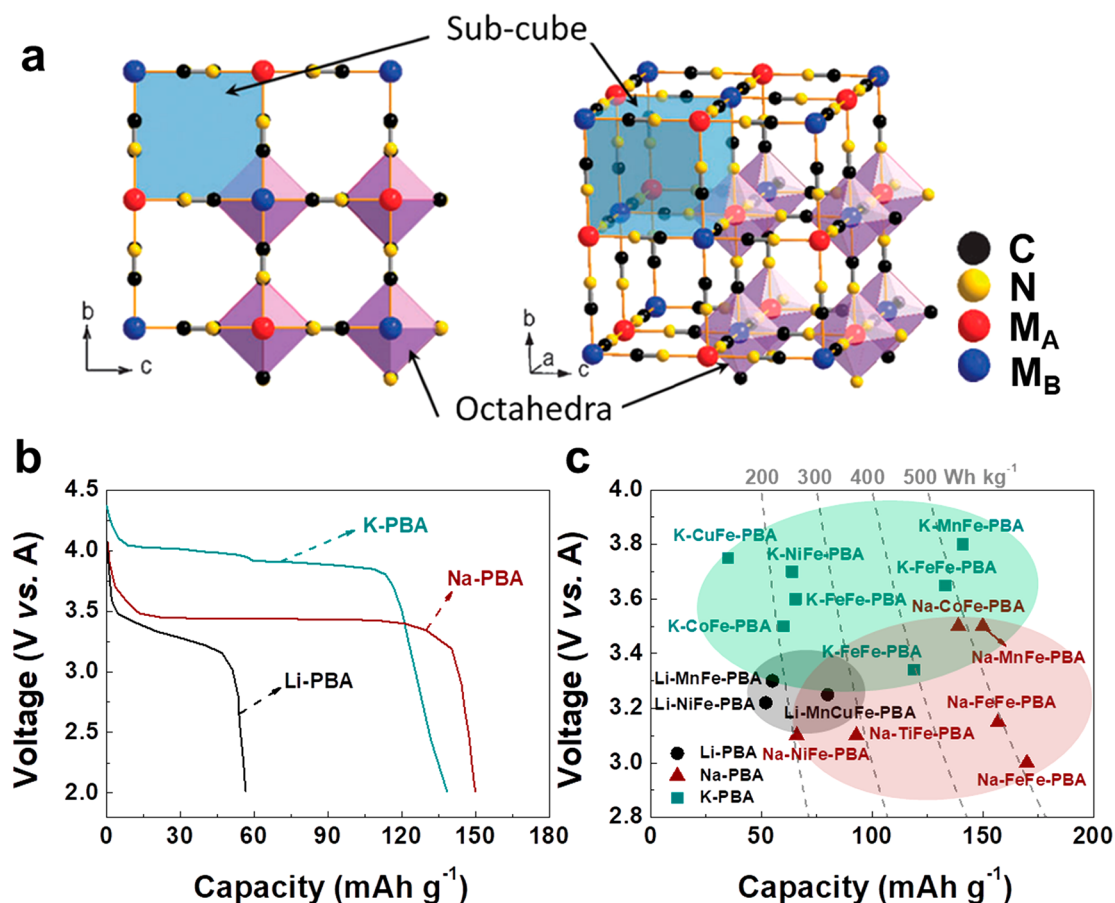 a
Sub-cube
b
c
b
a
c
Octahedra
C
N
M_A
M_B
b
4.5
4.0
3.5
3.0
2.5
2.0
Voltage (V vs. A)
K-PBA
Na-PBA
Li-PBA
0 30 60 90 120 150 180
Capacity (mAh g⁻¹)
c
200 300 400 500 Wh kg⁻¹
4.0
3.8
3.6
3.4
3.2
3.0
2.8
Voltage (V vs. A)
K-CuFe-PBA
K-MnFe-PBA
K-NiFe-PBA
K-FeFe-PBA
K-FeFe-PBA
Na-CoFe-PBA
K-CoFe-PBA
K-FeFe-PBA
Na-MnFe-PBA
Li-MnFe-PBA
Li-NiFe-PBA
Li-MnCuFe-PBA
Na-FeFe-PBA
Na-NiFe-PBA
Na-TiFe-PBA
Na-FeFe-PBA
Li-PBA
Na-PBA
K-PBA
0 50 100 150 200
Capacity (mAh g⁻¹)